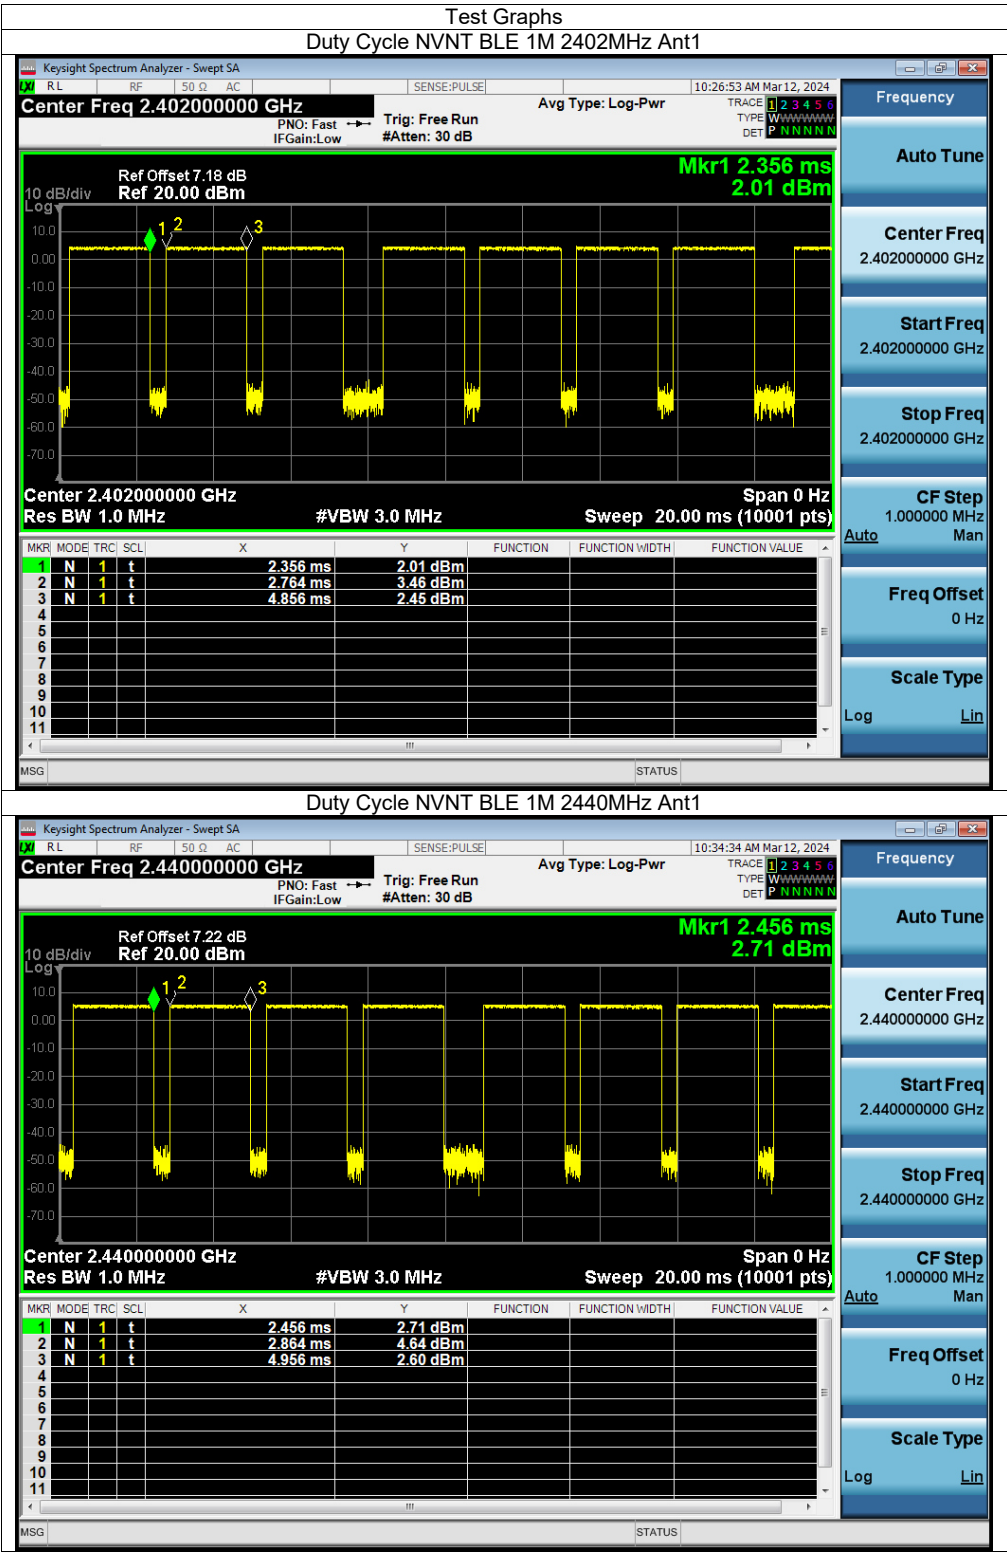 Test Graphs
Duty Cycle NVNT BLE 1M 2402MHz Ant1
Keysight Spectrum Analyzer - Swept SA
LXI RL RF 50 Ω AC SENSE:PULSE 10:26:53 AM Mar 12, 2024
Center Freq 2.402000000 GHz Avg Type: Log-Pwr TRACE 1 2 3 4 5 6
PNO: Fast Trig: Free Run TYPE WWWWWW
IFGain:Low #Atten: 30 dB DET P N N N N N
Frequency
Auto Tune
Center Freq
2.402000000 GHz
Start Freq
2.402000000 GHz
Stop Freq
2.402000000 GHz
CF Step
1.000000 MHz
Auto Man
Freq Offset
0 Hz
Scale Type
Log Lin
Mkr1 2.356 ms
2.01 dBm
Ref Offset 7.18 dB
10 dB/div Ref 20.00 dBm
Log
10.0
0.00
-10.0
-20.0
-30.0
-40.0
-50.0
-60.0
-70.0
1 2 3
Center 2.402000000 GHz Span 0 Hz
Res BW 1.0 MHz #VBW 3.0 MHz Sweep 20.00 ms (10001 pts)
MKR MODE TRC SCL X Y FUNCTION FUNCTION WIDTH FUNCTION VALUE
1 N 1 t 2.356 ms 2.01 dBm
2 N 1 t 2.764 ms 3.46 dBm
3 N 1 t 4.856 ms 2.45 dBm
4
5
6
7
8
9
10
11
MSG STATUS
Duty Cycle NVNT BLE 1M 2440MHz Ant1
Keysight Spectrum Analyzer - Swept SA
LXI RL RF 50 Ω AC SENSE:PULSE 10:34:34 AM Mar 12, 2024
Center Freq 2.440000000 GHz Avg Type: Log-Pwr TRACE 1 2 3 4 5 6
PNO: Fast Trig: Free Run TYPE WWWWWW
IFGain:Low #Atten: 30 dB DET P N N N N N
Frequency
Auto Tune
Center Freq
2.440000000 GHz
Start Freq
2.440000000 GHz
Stop Freq
2.440000000 GHz
CF Step
1.000000 MHz
Auto Man
Freq Offset
0 Hz
Scale Type
Log Lin
Mkr1 2.456 ms
2.71 dBm
Ref Offset 7.22 dB
10 dB/div Ref 20.00 dBm
Log
10.0
0.00
-10.0
-20.0
-30.0
-40.0
-50.0
-60.0
-70.0
1 2 3
Center 2.440000000 GHz Span 0 Hz
Res BW 1.0 MHz #VBW 3.0 MHz Sweep 20.00 ms (10001 pts)
MKR MODE TRC SCL X Y FUNCTION FUNCTION WIDTH FUNCTION VALUE
1 N 1 t 2.456 ms 2.71 dBm
2 N 1 t 2.864 ms 4.64 dBm
3 N 1 t 4.956 ms 2.60 dBm
4
5
6
7
8
9
10
11
MSG STATUS